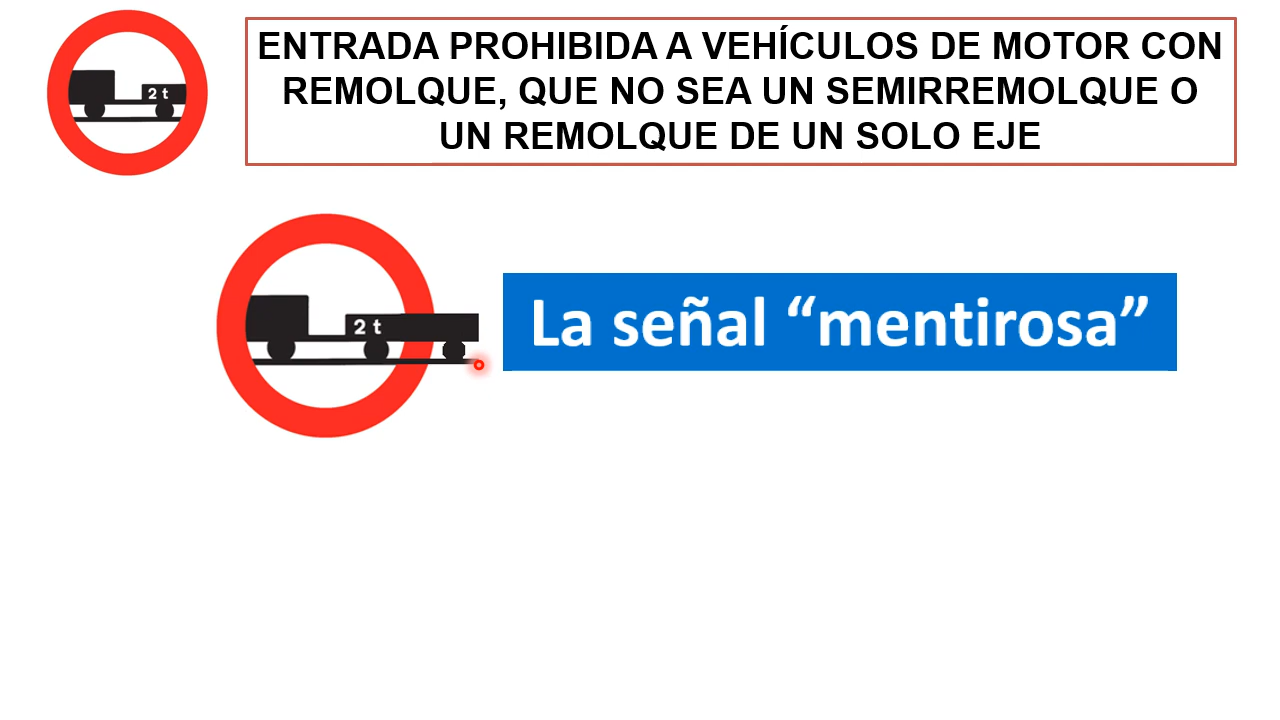 2 t
ENTRADA PROHIBIDA A VEHÍCULOS DE MOTOR CON
REMOLQUE, QUE NO SEA UN SEMIRREMOLQUE O
UN REMOLQUE DE UN SOLO EJE
2 t
La señal “mentirosa”